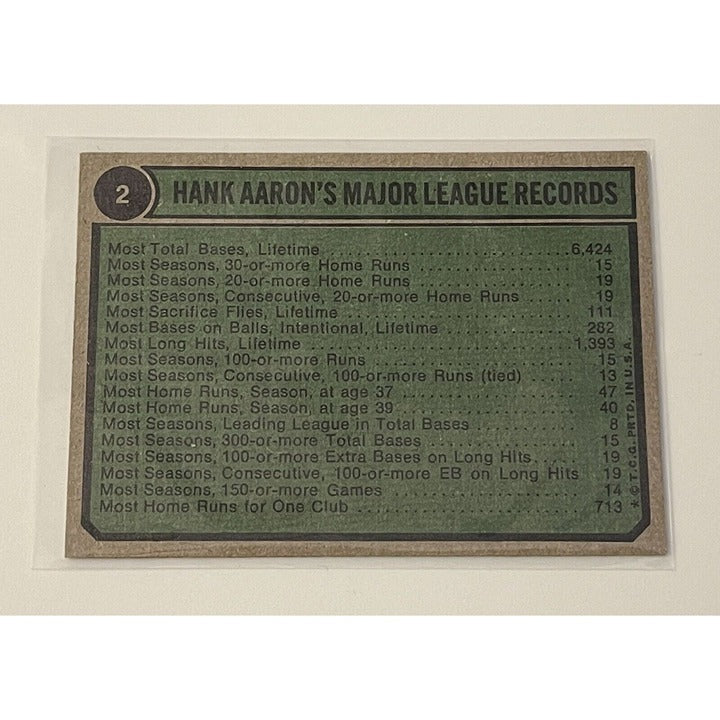 2
HANK AARON'S MAJOR LEAGUE RECORDS
Most Total Bases, Lifetime . . . . . . . . . . . . . . . . . . . . . . . . . . 6,424
Most Seasons, 30-or-more Home Runs . . . . . . . . . . . . . . . . 15
Most Seasons, 20-or-more Home Runs . . . . . . . . . . . . . . . . 19
Most Seasons, Consecutive, 20-or-more Home Runs . . . . . 19
Most Sacrifice Flies, Lifetime . . . . . . . . . . . . . . . . . . . . . . . . 111
Most Bases on Balls, Intentional, Lifetime . . . . . . . . . . . . . . 282
Most Long Hits, Lifetime . . . . . . . . . . . . . . . . . . . . . . . . . . . 1,393
Most Seasons, 100-or-more Runs . . . . . . . . . . . . . . . . . . . . 15
Most Seasons, Consecutive, 100-or-more Runs (tied) . . . . . 13
Most Home Runs, Season, at age 37 . . . . . . . . . . . . . . . . . . 47
Most Home Runs, Season, at age 39 . . . . . . . . . . . . . . . . . . 40
Most Seasons, Leading League in Total Bases . . . . . . . . . . 8
Most Seasons, 300-or-more Total Bases . . . . . . . . . . . . . . . 15
Most Seasons, 100-or-more Extra Bases on Long Hits . . . . 19
Most Seasons, Consecutive, 100-or-more EB on Long Hits 19
Most Seasons, 150-or-more Games . . . . . . . . . . . . . . . . . . . 14
Most Home Runs for One Club . . . . . . . . . . . . . . . . . . . . . . 713
* © T.C.G. PRTD. IN U.S.A.